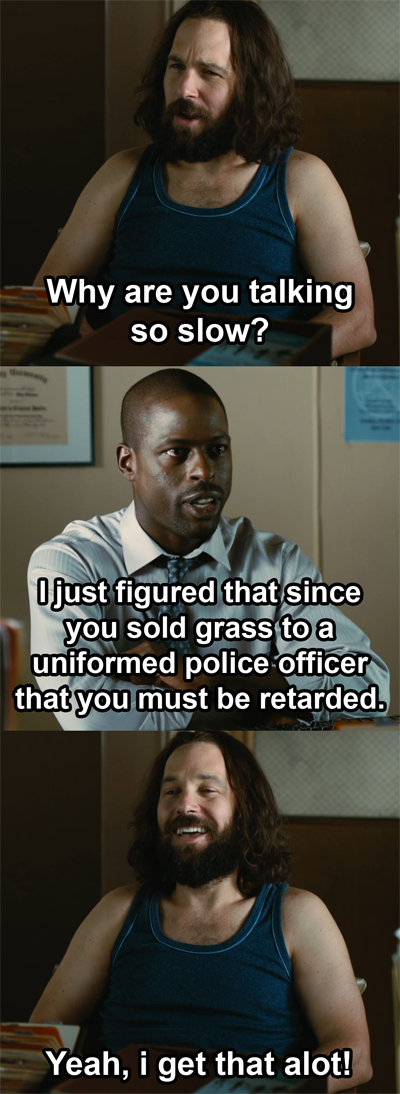 Why are you talking
so slow?
I just figured that since
you sold grass to a
uniformed police officer
that you must be retarded.
Yeah, i get that alot!